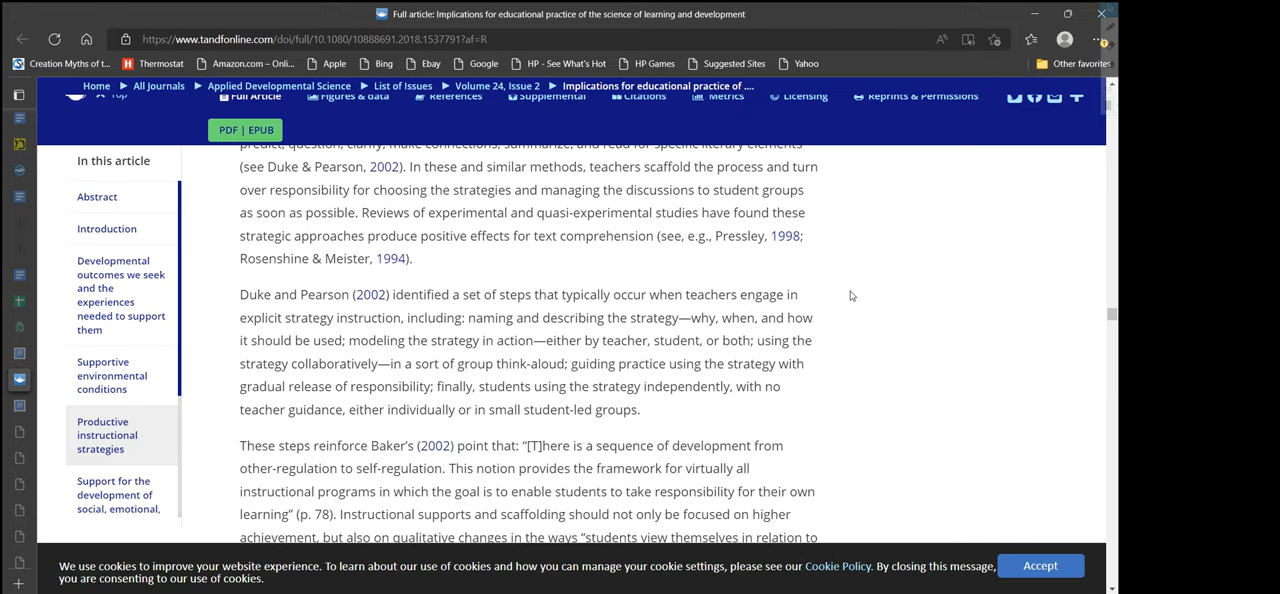 Full article: Implications for educational practice of the science of learning and development
https://www.tandfonline.com/doi/full/10.1080/10888691.2018.1537791?af=R
Creation Myths of t... Thermostat Amazon.com – Onli... Apple Bing Ebay Google HP - See What's Hot HP Games Suggested Sites Yahoo Other favorites
Home All Journals Applied Developmental Science List of Issues Volume 24, Issue 2 Implications for educational practice of ....
Top Full Article Figures & data References Supplemental Citations Metrics Licensing Reprints & Permissions
PDF | EPUB
In this article
Abstract
Introduction
Developmental
outcomes we seek
and the
experiences
needed to support
them
Supportive
environmental
conditions
Productive
instructional
strategies
Support for the
development of
social, emotional,
predict, question, clarify, make connections, summarize, and read for specific literary elements
(see Duke & Pearson, 2002). In these and similar methods, teachers scaffold the process and turn
over responsibility for choosing the strategies and managing the discussions to student groups
as soon as possible. Reviews of experimental and quasi-experimental studies have found these
strategic approaches produce positive effects for text comprehension (see, e.g., Pressley, 1998;
Rosenshine & Meister, 1994).
Duke and Pearson (2002) identified a set of steps that typically occur when teachers engage in
explicit strategy instruction, including: naming and describing the strategy—why, when, and how
it should be used; modeling the strategy in action—either by teacher, student, or both; using the
strategy collaboratively—in a sort of group think-aloud; guiding practice using the strategy with
gradual release of responsibility; finally, students using the strategy independently, with no
teacher guidance, either individually or in small student-led groups.
These steps reinforce Baker's (2002) point that: “[T]here is a sequence of development from
other-regulation to self-regulation. This notion provides the framework for virtually all
instructional programs in which the goal is to enable students to take responsibility for their own
learning” (p. 78). Instructional supports and scaffolding should not only be focused on higher
achievement, but also on qualitative changes in the ways “students view themselves in relation to
We use cookies to improve your website experience. To learn about our use of cookies and how you can manage your cookie settings, please see our Cookie Policy. By closing this message,
you are consenting to our use of cookies.
Accept